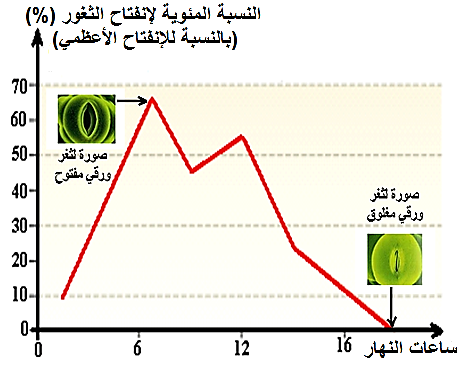 النسبة المئوية لإنفتاح الثغور (%)
(بالنسبة للإنفتاح الأعظمي)
70
60
50
40
30
20
10
0
صورة لثغر
ورقي مفتوح
صورة لثغر
ورقي مغلوق
0
6
12
16
ساعات النهار